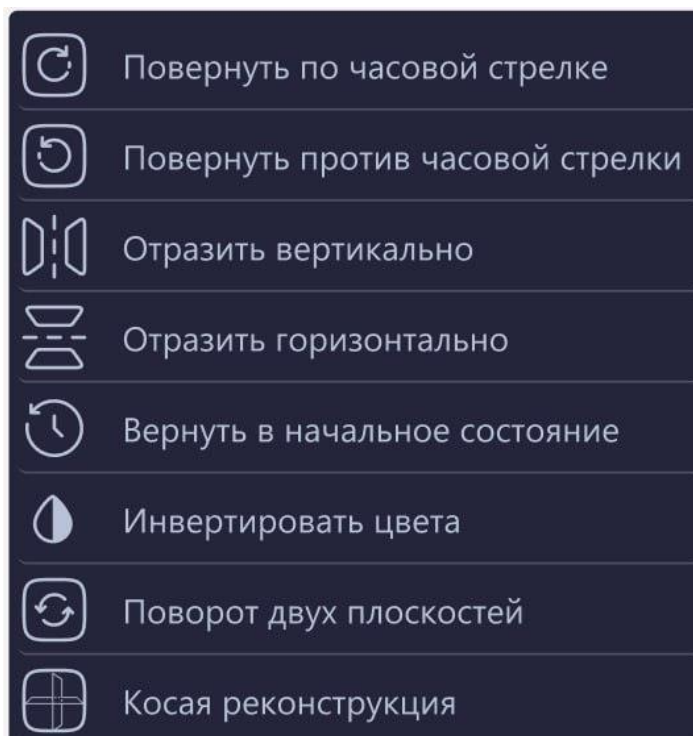 Повернуть по часовой стрелке
Повернуть против часовой стрелки
Отразить вертикально
Отразить горизонтально
Вернуть в начальное состояние
Инвертировать цвета
Поворот двух плоскостей
Косая реконструкция